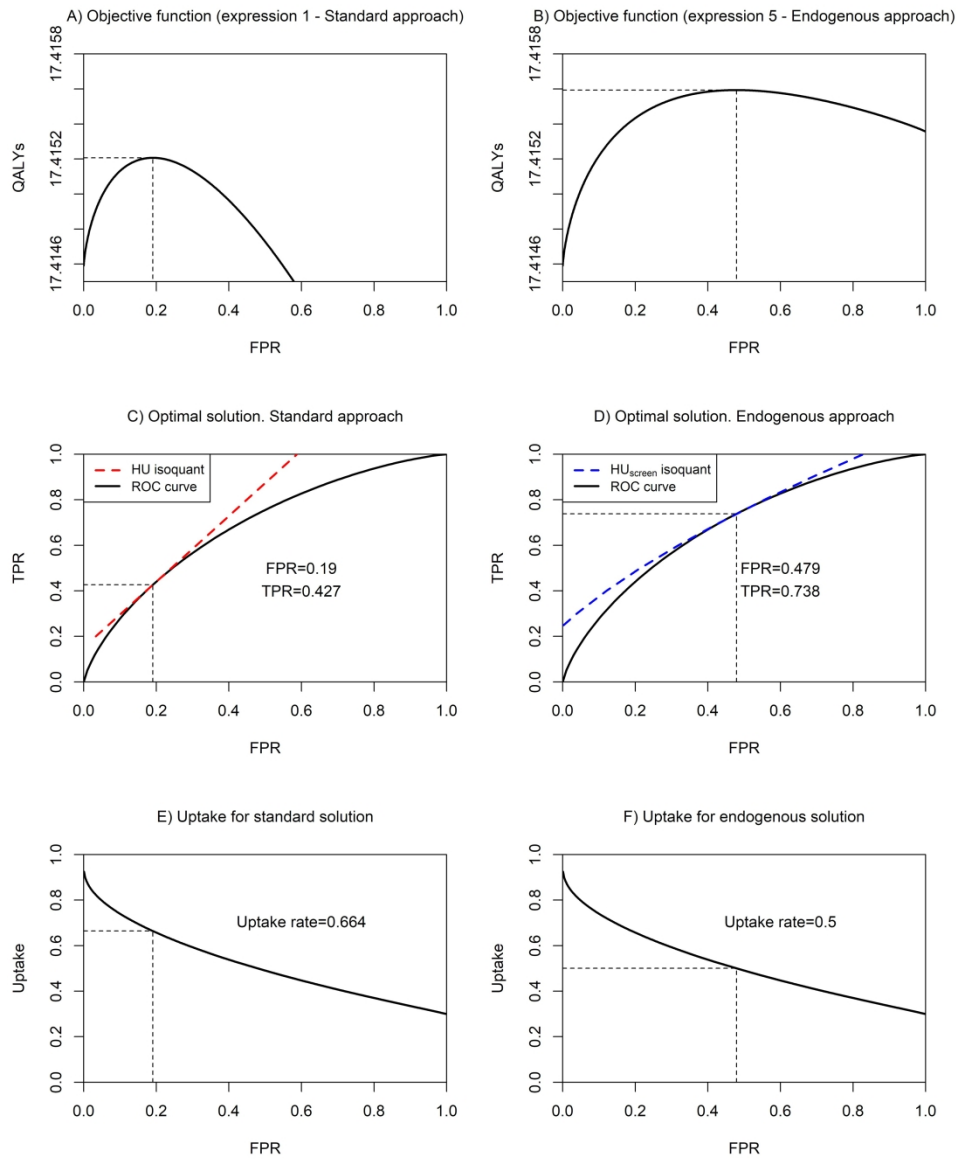 A) Objective function (expression 1 - Standard approach)
QALYs
17.4158
17.4152
17.4146
0.0 0.2 0.4 0.6 0.8 1.0
FPR
B) Objective function (expression 5 - Endogenous approach)
QALYs
17.4158
17.4152
17.4146
0.0 0.2 0.4 0.6 0.8 1.0
FPR
C) Optimal solution. Standard approach
TPR
1.0
0.8
0.6
0.4
0.2
0.0
HU isoquant
ROC curve
FPR=0.19
TPR=0.427
0.0 0.2 0.4 0.6 0.8 1.0
FPR
D) Optimal solution. Endogenous approach
TPR
1.0
0.8
0.6
0.4
0.2
0.0
HUscreen isoquant
ROC curve
FPR=0.479
TPR=0.738
0.0 0.2 0.4 0.6 0.8 1.0
FPR
E) Uptake for standard solution
Uptake
1.0
0.8
0.6
0.4
0.2
0.0
Uptake rate=0.664
0.0 0.2 0.4 0.6 0.8 1.0
FPR
F) Uptake for endogenous solution
Uptake
1.0
0.8
0.6
0.4
0.2
0.0
Uptake rate=0.5
0.0 0.2 0.4 0.6 0.8 1.0
FPR